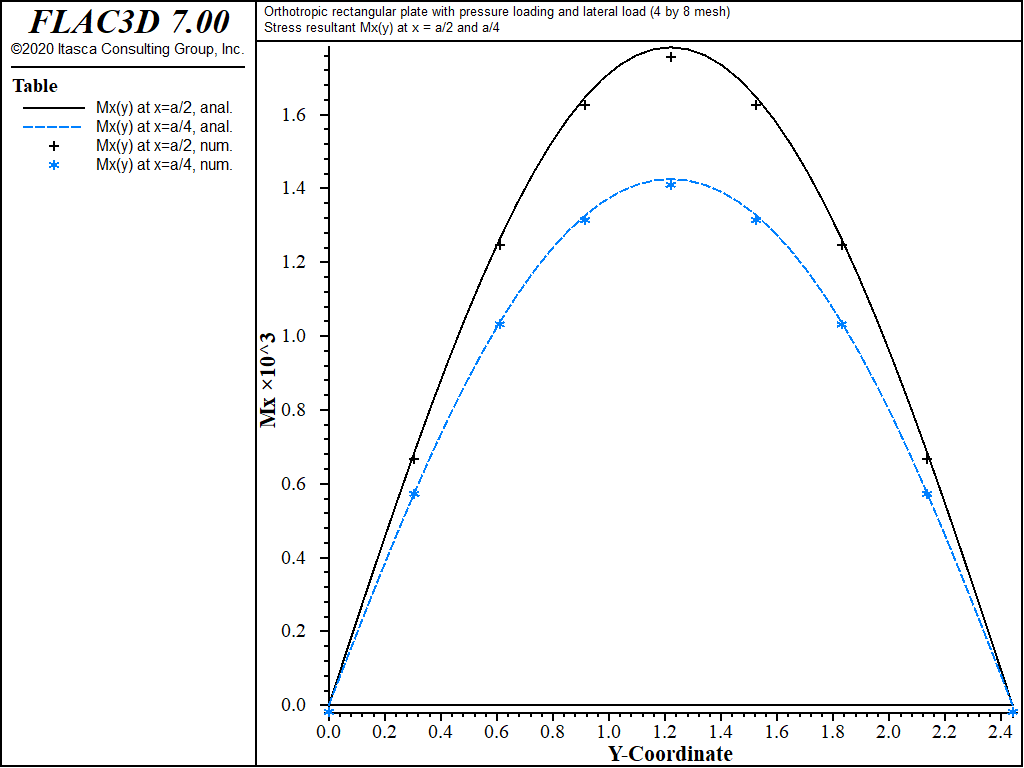 FLAC3D 7.00
©2020 Itasca Consulting Group, Inc.
Table
Mx(y) at x=a/2, anal.
Mx(y) at x=a/4, anal.
Mx(y) at x=a/2, num.
Mx(y) at x=a/4, num.
Orthotropic rectangular plate with pressure loading and lateral load (4 by 8 mesh)
Stress resultant Mx(y) at x = a/2 and a/4
Mx ×10^3
1.6
1.4
1.2
1.0
0.8
0.6
0.4
0.2
0.0
0.0 0.2 0.4 0.6 0.8 1.0 1.2 1.4 1.6 1.8 2.0 2.2 2.4
Y-Coordinate